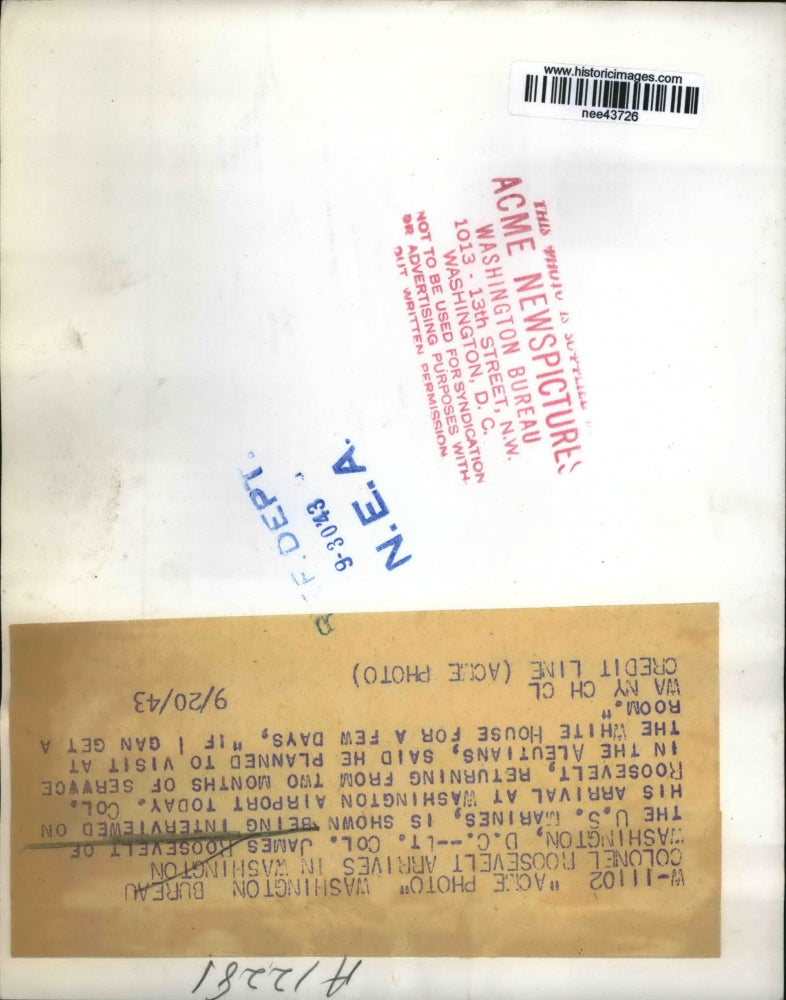 www.historicimages.com
nee43726
THIS PHOTO IS SUPPLIED
ACME NEWSPICTURES
WASHINGTON BUREAU
1013 - 13th STREET, N.W.
WASHINGTON, D. C.
NOT TO BE USED FOR SYNDICATION
OR ADVERTISING PURPOSES WITH-
OUT WRITTEN PERMISSION
F. DEPT.
9-3043
N.E.A.
W-11102 "ACME PHOTO" WASHINGTON BUREAU
COLONEL ROOSEVELT ARRIVES IN WASHINGTON
WASHINGTON, D.C.--LT. COL. JAMES ROOSEVELT OF
THE U.S. MARINES, IS SHOWN BEING INTERVIEWED ON
HIS ARRIVAL AT WASHINGTON AIRPORT TODAY. COL.
ROOSEVELT, RETURNING FROM TWO MONTHS OF SERVICE
IN THE ALEUTIANS, SAID HE PLANNED TO VISIT AT
THE WHITE HOUSE FOR A FEW DAYS, "IF I CAN GET A
ROOM."
WA NY CH CL 9/20/43
CREDIT LINE (ACME PHOTO)
A12281